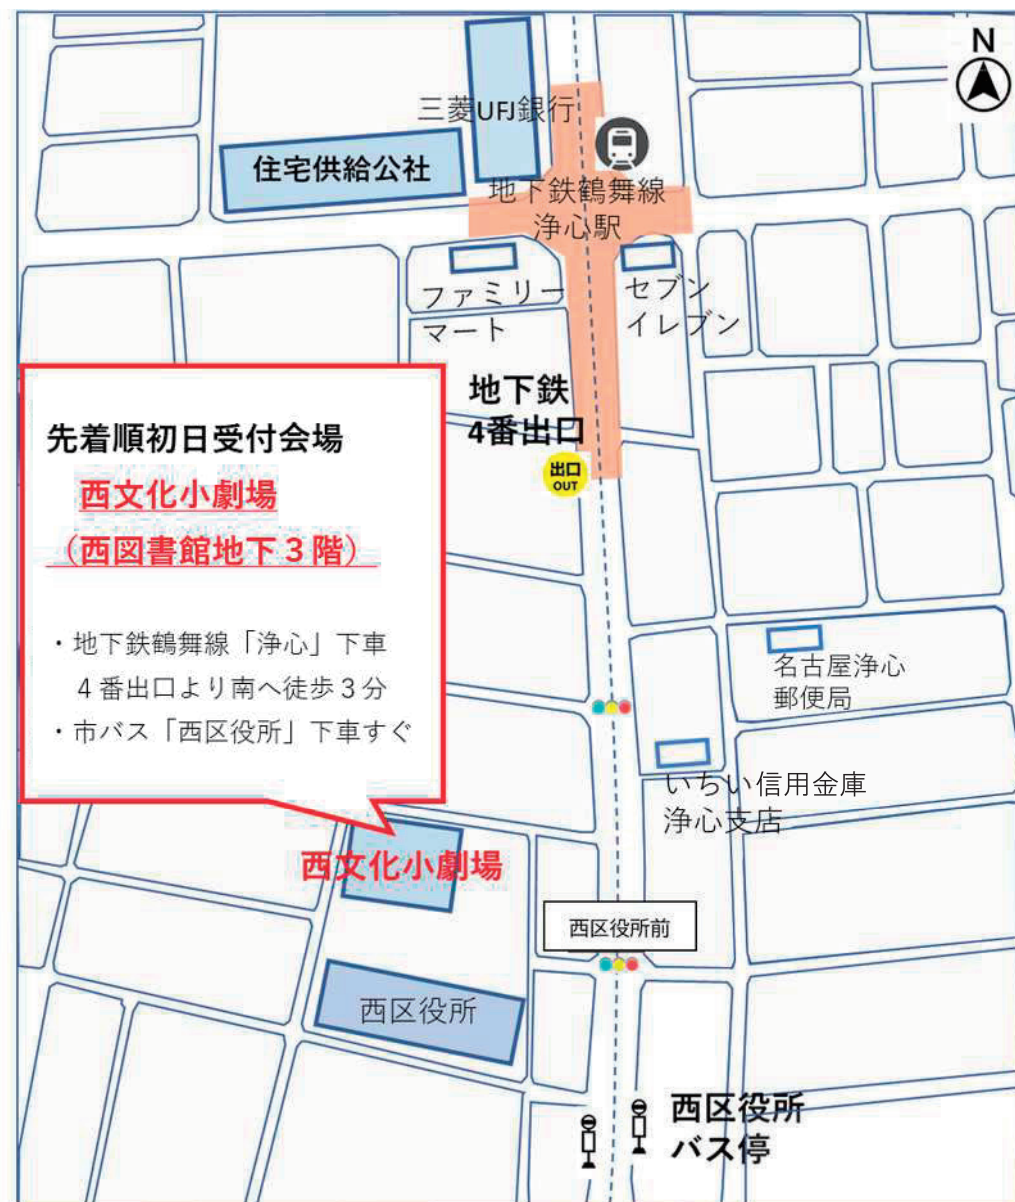 N
三菱UFJ銀行
住宅供給公社
地下鉄鶴舞線
浄心駅
ファミリー
マート
セブン
イレブン
地下鉄
4番出口
出口
OUT
先着順初日受付会場
西文化小劇場
（西図書館地下３階）
・地下鉄鶴舞線「浄心」下車
４番出口より南へ徒歩３分
・市バス「西区役所」下車すぐ
名古屋浄心
郵便局
いちい信用金庫
浄心支店
西文化小劇場
西区役所前
西区役所
西区役所
バス停